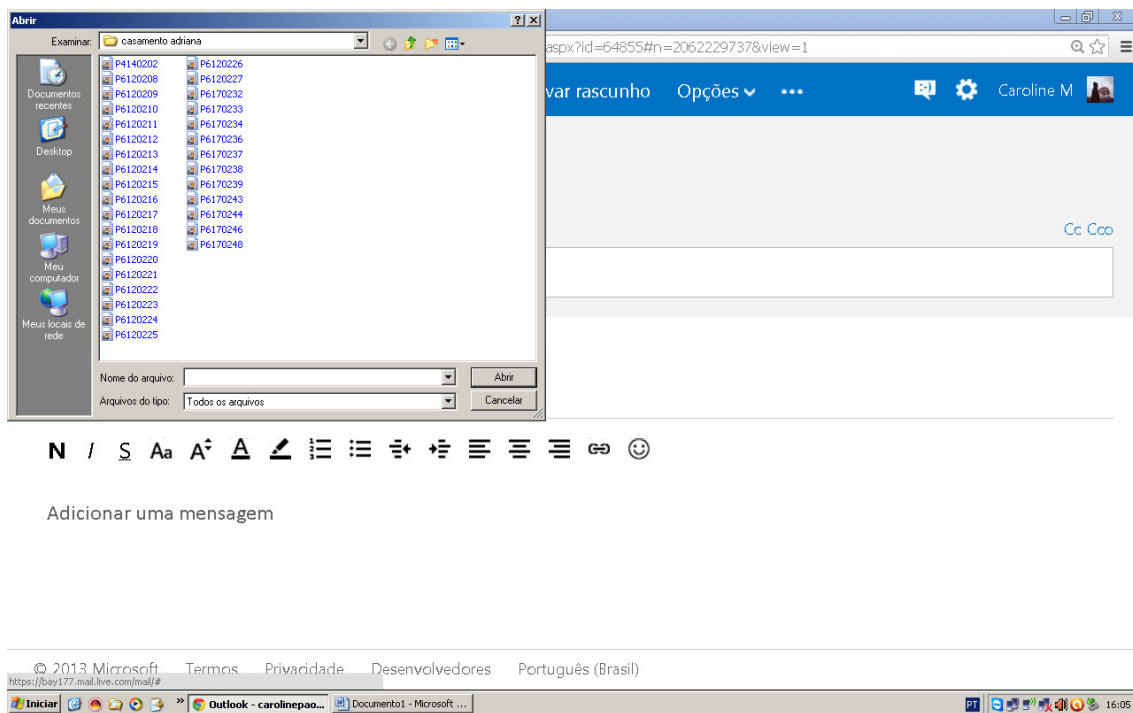 Abrir
Examinar: casamento adriana
Documentos recentes
Desktop
Meus documentos
Meu computador
Meus locais de rede
P4140202
P6120208
P6120209
P6120210
P6120211
P6120212
P6120213
P6120214
P6120215
P6120216
P6120217
P6120218
P6120219
P6120220
P6120221
P6120222
P6120223
P6120224
P6120225
P6120226
P6120227
P6170232
P6170233
P6170234
P6170236
P6170237
P6170238
P6170239
P6170243
P6170244
P6170246
P6170248
Nome do arquivo: Abrir
Arquivos do tipo: Todos os arquivos Cancelar
aspx?id=64855#n=2062229737&view=1
var rascunho Opções ••• Caroline M
Cc Cco
N I S Aa A A
Adicionar uma mensagem
© 2013 Microsoft Termos Privacidade Desenvolvedores Português (Brasil)
https://bay177.mail.live.com/mail/#
Iniciar » Outlook - carolinepao... Documento1 - Microsoft ... PT 16:05